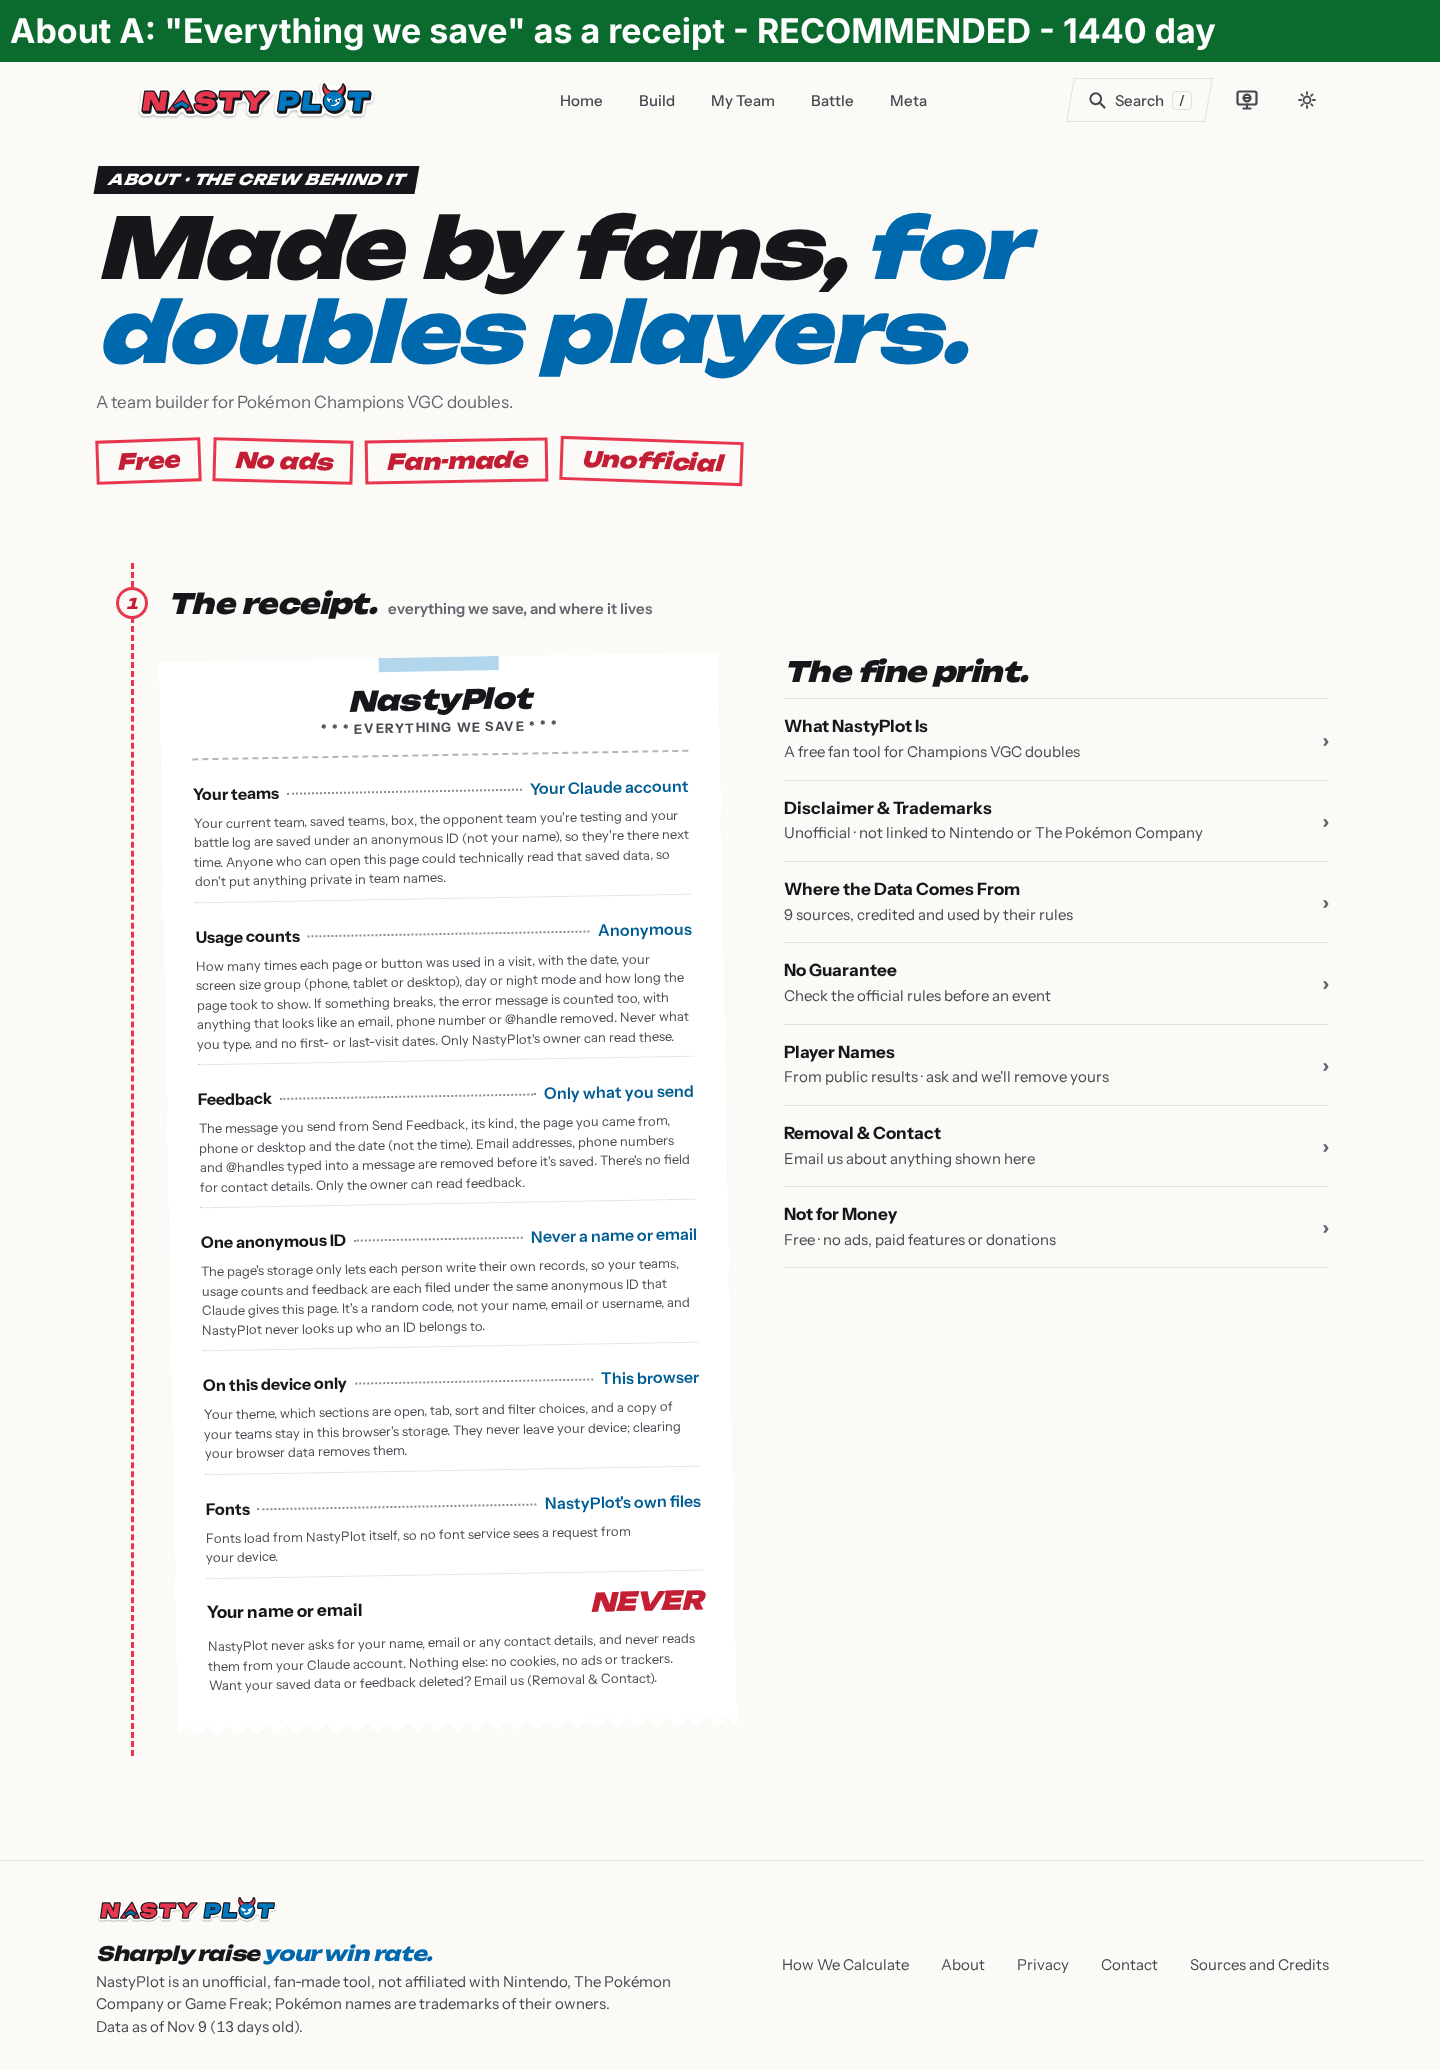 About A: "Everything we save" as a receipt - RECOMMENDED - 1440 day
NASTY PLOT
Home
Build
My Team
Battle
Meta
Search /
ABOUT · THE CREW BEHIND IT
Made by fans, for
doubles players.
A team builder for Pokémon Champions VGC doubles.
Free
No ads
Fan-made
Unofficial
1
The receipt. everything we save, and where it lives
NastyPlot
* * * EVERYTHING WE SAVE * * *
Your teams Your Claude account
Your current team, saved teams, box, the opponent team you're testing and your
battle log are saved under an anonymous ID (not your name), so they're there next
time. Anyone who can open this page could technically read that saved data, so
don't put anything private in team names.
Usage counts Anonymous
How many times each page or button was used in a visit, with the date, your
screen size group (phone, tablet or desktop), day or night mode and how long the
page took to show. If something breaks, the error message is counted too, with
anything that looks like an email, phone number or @handle removed. Never what
you type, and no first- or last-visit dates. Only NastyPlot's owner can read these.
Feedback Only what you send
The message you send from Send Feedback, its kind, the page you came from,
phone or desktop and the date (not the time). Email addresses, phone numbers
and @handles typed into a message are removed before it's saved. There's no field
for contact details. Only the owner can read feedback.
One anonymous ID Never a name or email
The page's storage only lets each person write their own records, so your teams,
usage counts and feedback are each filed under the same anonymous ID that
Claude gives this page. It's a random code, not your name, email or username, and
NastyPlot never looks up who an ID belongs to.
On this device only This browser
Your theme, which sections are open, tab, sort and filter choices, and a copy of
your teams stay in this browser's storage. They never leave your device; clearing
your browser data removes them.
Fonts NastyPlot's own files
Fonts load from NastyPlot itself, so no font service sees a request from
your device.
Your name or email NEVER
NastyPlot never asks for your name, email or any contact details, and never reads
them from your Claude account. Nothing else: no cookies, no ads or trackers.
Want your saved data or feedback deleted? Email us (Removal & Contact).
The fine print.
What NastyPlot Is
A free fan tool for Champions VGC doubles
Disclaimer & Trademarks
Unofficial · not linked to Nintendo or The Pokémon Company
Where the Data Comes From
9 sources, credited and used by their rules
No Guarantee
Check the official rules before an event
Player Names
From public results · ask and we'll remove yours
Removal & Contact
Email us about anything shown here
Not for Money
Free · no ads, paid features or donations
NASTY PLOT
Sharply raise your win rate.
NastyPlot is an unofficial, fan-made tool, not affiliated with Nintendo, The Pokémon
Company or Game Freak; Pokémon names are trademarks of their owners.
Data as of Nov 9 (13 days old).
How We Calculate
About
Privacy
Contact
Sources and Credits